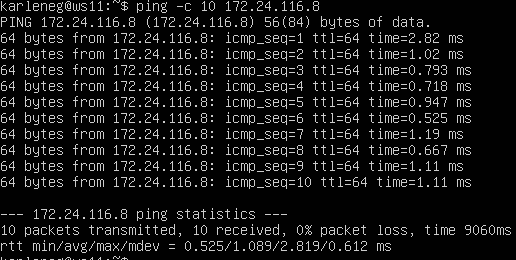 karleneg@ws11:~$ ping -c 10 172.24.116.8
PING 172.24.116.8 (172.24.116.8) 56(84) bytes of data.
64 bytes from 172.24.116.8: icmp_seq=1 ttl=64 time=2.82 ms
64 bytes from 172.24.116.8: icmp_seq=2 ttl=64 time=1.02 ms
64 bytes from 172.24.116.8: icmp_seq=3 ttl=64 time=0.793 ms
64 bytes from 172.24.116.8: icmp_seq=4 ttl=64 time=0.718 ms
64 bytes from 172.24.116.8: icmp_seq=5 ttl=64 time=0.947 ms
64 bytes from 172.24.116.8: icmp_seq=6 ttl=64 time=0.525 ms
64 bytes from 172.24.116.8: icmp_seq=7 ttl=64 time=1.19 ms
64 bytes from 172.24.116.8: icmp_seq=8 ttl=64 time=0.667 ms
64 bytes from 172.24.116.8: icmp_seq=9 ttl=64 time=1.11 ms
64 bytes from 172.24.116.8: icmp_seq=10 ttl=64 time=1.11 ms
--- 172.24.116.8 ping statistics ---
10 packets transmitted, 10 received, 0% packet loss, time 9060ms
rtt min/avg/max/mdev = 0.525/1.089/2.819/0.612 ms
karleneg@ws11:~$